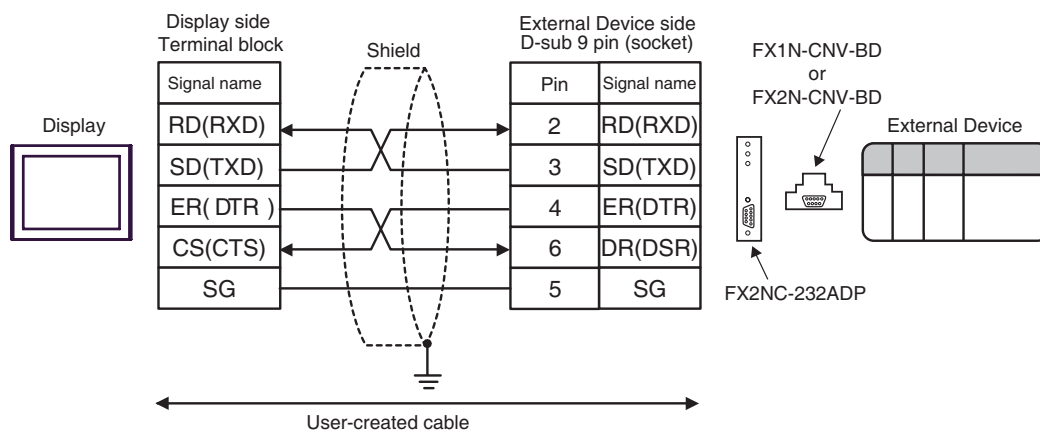 Display side
Terminal block
Shield
External Device side
D-sub 9 pin (socket)
FX1N-CNV-BD
or
FX2N-CNV-BD
Signal name
Pin
Signal name
Display
RD(RXD)
2
RD(RXD)
External Device
SD(TXD)
3
SD(TXD)
ER( DTR )
4
ER(DTR)
CS(CTS)
6
DR(DSR)
SG
5
SG
FX2NC-232ADP
User-created cable